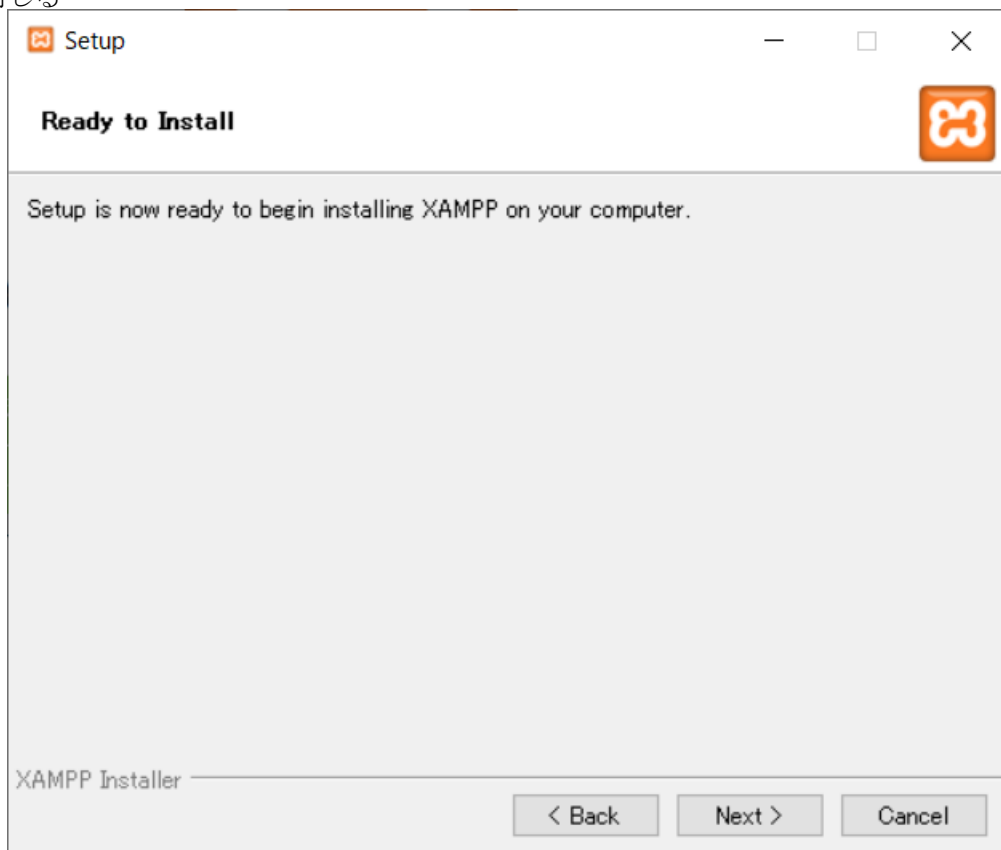 Setup
Ready to Install
Setup is now ready to begin installing XAMPP on your computer.
XAMPP Installer
< Back Next > Cancel